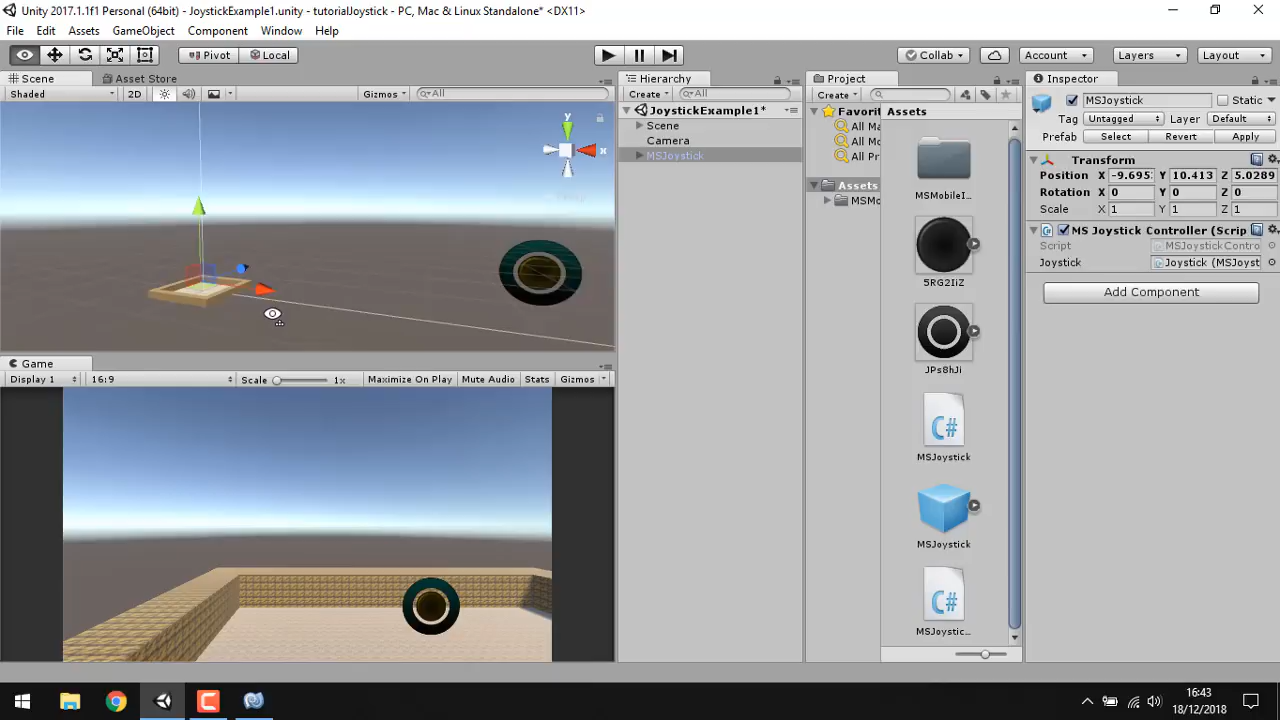 Unity 2017.1.1f1 Personal (64bit) - JoystickExample1.unity - tutorialJoystick - PC, Mac & Linux Standalone* <DX11>
File Edit Assets GameObject Component Window Help
Pivot Local Collab Account Layers Layout
Scene Asset Store
Shaded 2D Gizmos All
y
x
Game
Display 1 16:9 Scale 1x Maximize On Play Mute Audio Stats Gizmos
Hierarchy
Create All
JoystickExample1*
Scene
Camera
MSJoystick
Project
Create
Favorit
All Ma
All Mo
All Pr
Assets
MSMo
Assets
MSMobileI...
5RG2IiZ
JPs8hJi
C#
MSJoystick
MSJoystick
C#
MSJoystic...
Inspector
MSJoystick Static
Tag Untagged Layer Default
Prefab Select Revert Apply
Transform
Position X -9.695 Y 10.413 Z 5.0289
Rotation X 0 Y 0 Z 0
Scale X 1 Y 1 Z 1
MS Joystick Controller (Scrip
Script MSJoystickContro
Joystick Joystick (MSJoyst
Add Component
16:43
18/12/2018